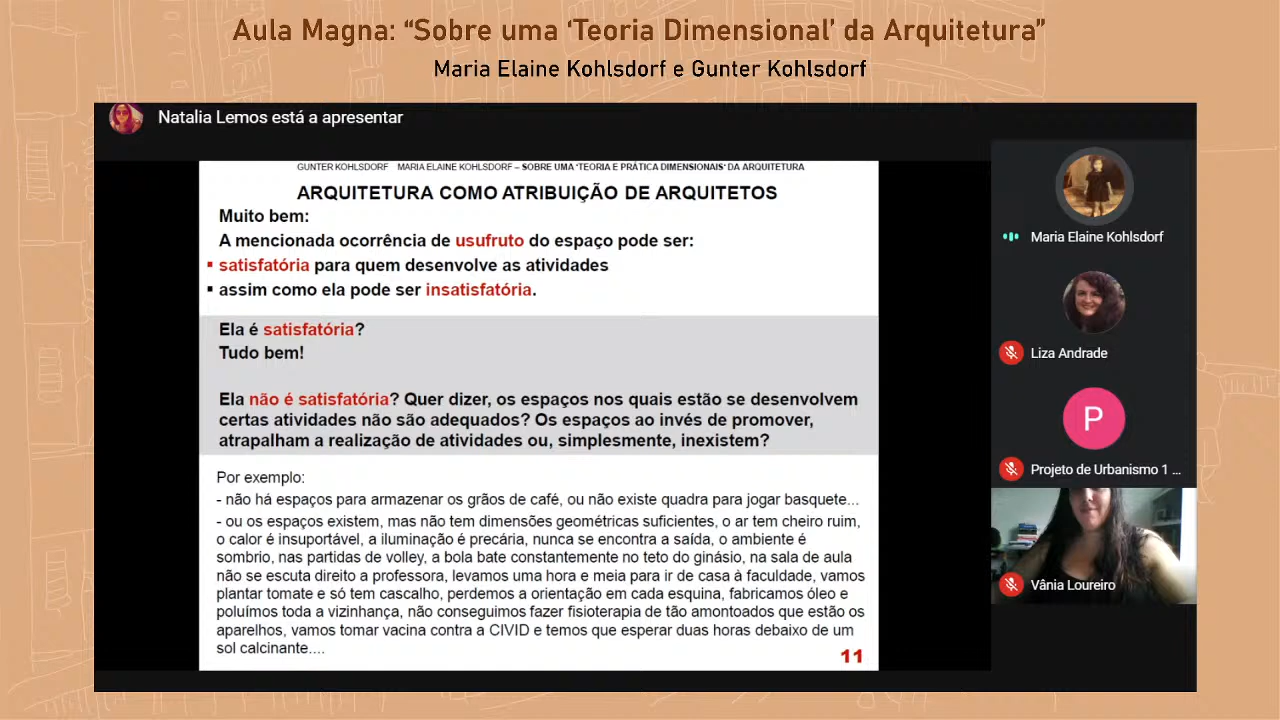 Aula Magna: “Sobre uma ‘Teoria Dimensional’ da Arquitetura”
Maria Elaine Kohlsdorf e Gunter Kohlsdorf
Natalia Lemos está a apresentar
GUNTER KOHLSDORF MARIA ELAINE KOHLSDORF – SOBRE UMA ‘TEORIA E PRÁTICA DIMENSIONAIS’ DA ARQUITETURA
ARQUITETURA COMO ATRIBUIÇÃO DE ARQUITETOS
Muito bem:
A mencionada ocorrência de usufruto do espaço pode ser:
▪ satisfatória para quem desenvolve as atividades
▪ assim como ela pode ser insatisfatória.
Ela é satisfatória?
Tudo bem!
Ela não é satisfatória? Quer dizer, os espaços nos quais estão se desenvolvem
certas atividades não são adequados? Os espaços ao invés de promover,
atrapalham a realização de atividades ou, simplesmente, inexistem?
Por exemplo:
- não há espaços para armazenar os grãos de café, ou não existe quadra para jogar basquete...
- ou os espaços existem, mas não tem dimensões geométricas suficientes, o ar tem cheiro ruim,
o calor é insuportável, a iluminação é precária, nunca se encontra a saída, o ambiente é
sombrio, nas partidas de volley, a bola bate constantemente no teto do ginásio, na sala de aula
não se escuta direito a professora, levamos uma hora e meia para ir de casa à faculdade, vamos
plantar tomate e só tem cascalho, perdemos a orientação em cada esquina, fabricamos óleo e
poluímos toda a vizinhança, não conseguimos fazer fisioterapia de tão amontoados que estão os
aparelhos, vamos tomar vacina contra a CIVID e temos que esperar duas horas debaixo de um
sol calcinante....
11
Maria Elaine Kohlsdorf
Liza Andrade
P
Projeto de Urbanismo 1 ...
Vânia Loureiro